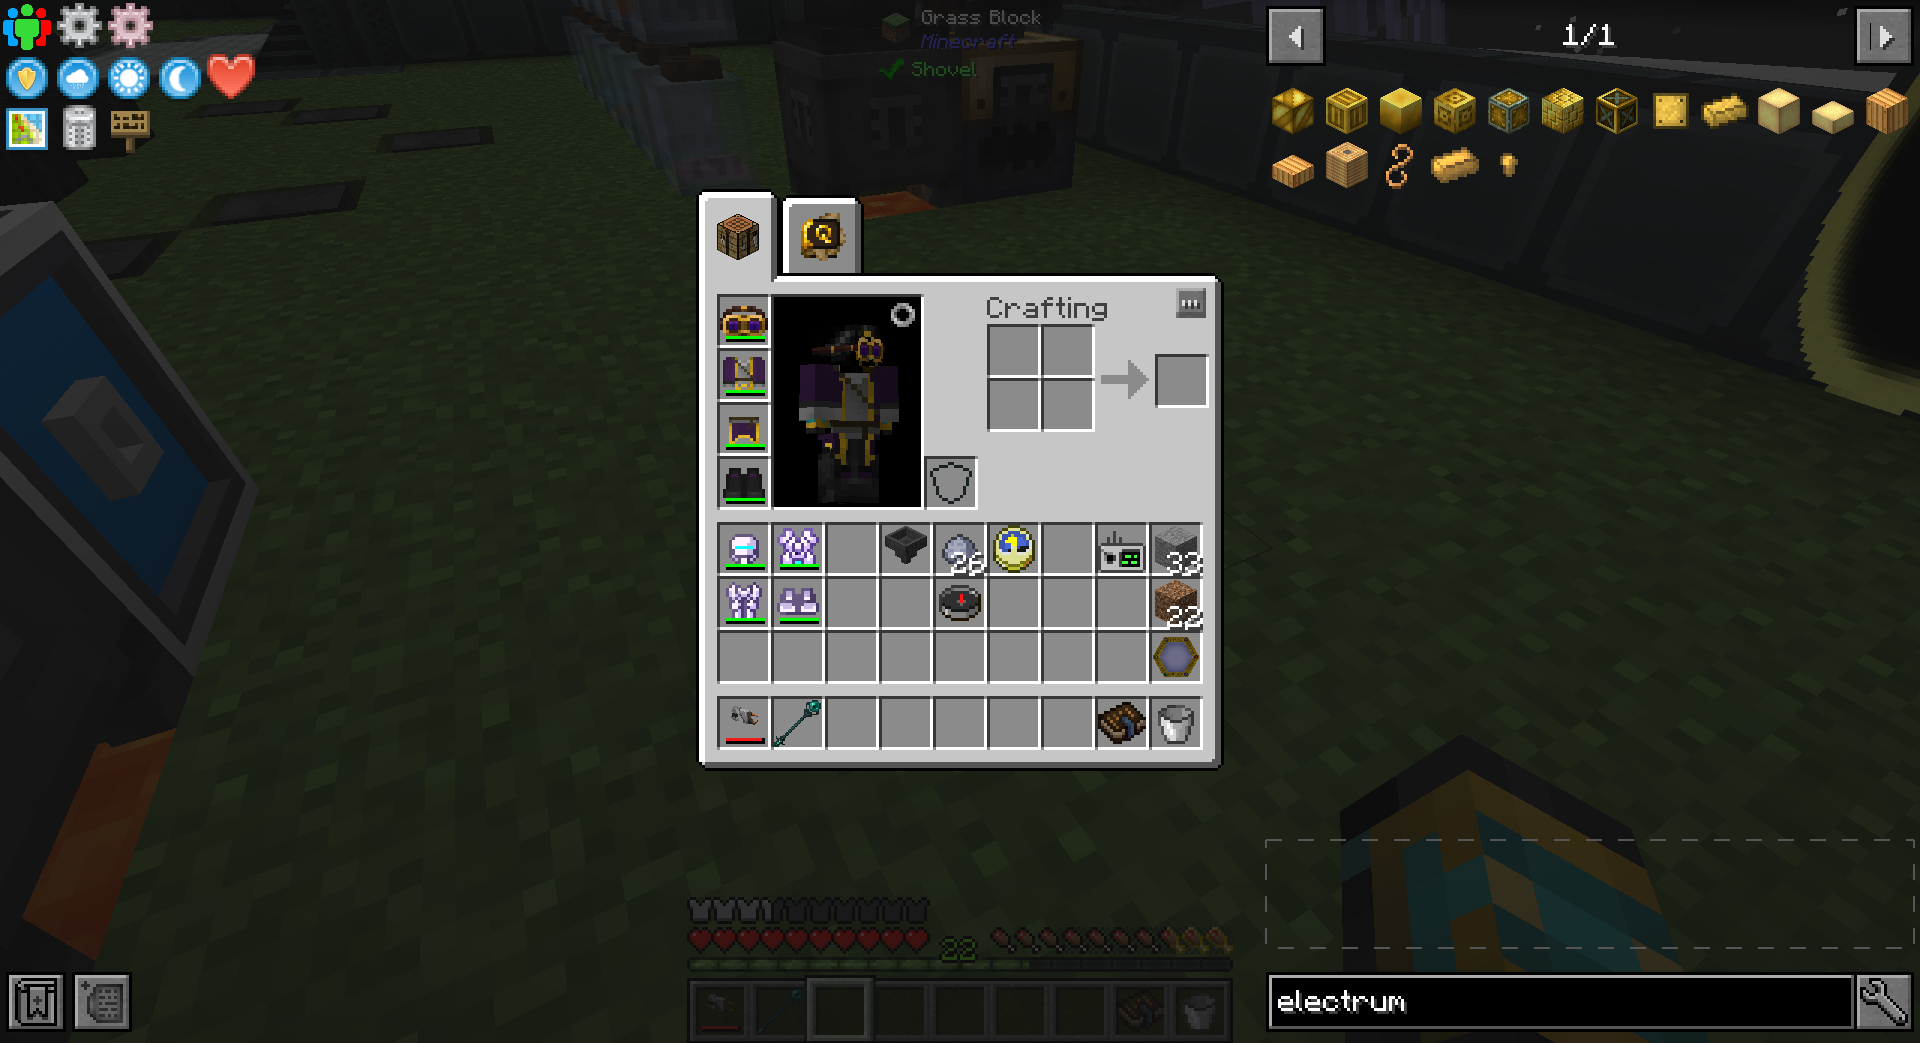 Grass Block
Minecraft
Shovel
1/1
Q
Crafting
...
26
33
22
22
electrum